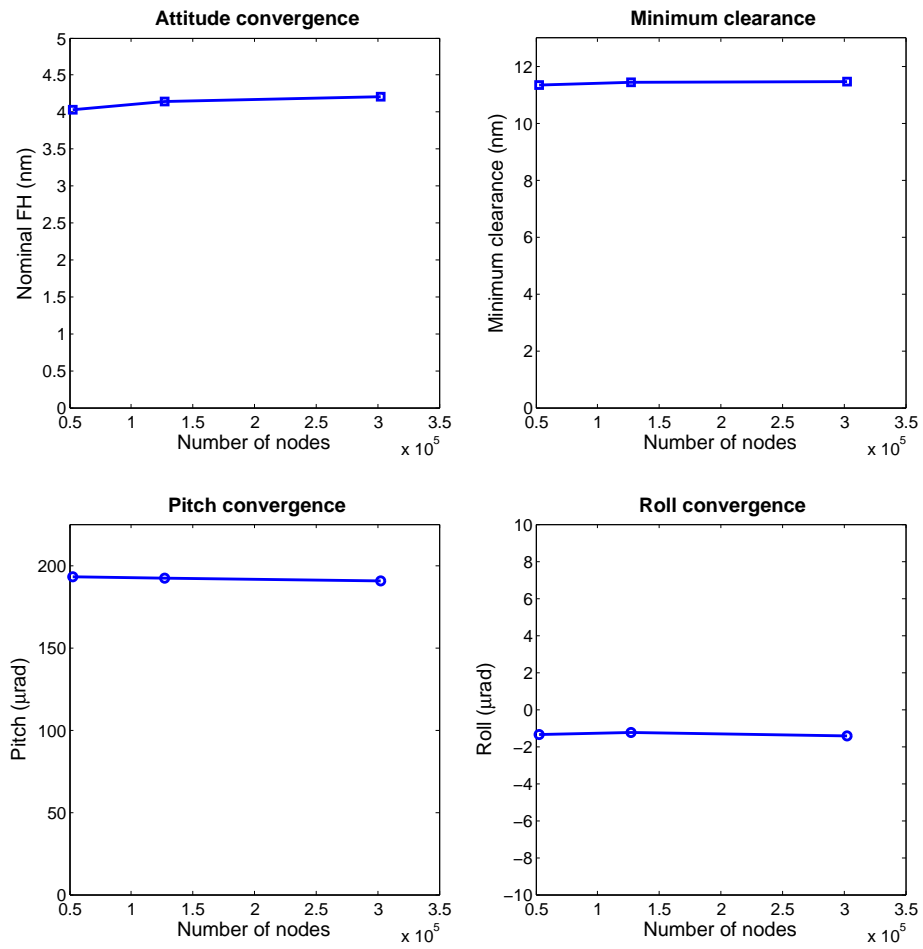 Attitude convergence
5
4.5
4
3.5
3
2.5
2
1.5
1
0.5
0
Nominal FH (nm)
0.5 1 1.5 2 2.5 3 3.5
Number of nodes
x 10^5
Minimum clearance
12
10
8
6
4
2
0
Minimum clearance (nm)
0.5 1 1.5 2 2.5 3 3.5
Number of nodes
x 10^5
Pitch convergence
200
150
100
50
0
Pitch (μrad)
0.5 1 1.5 2 2.5 3 3.5
Number of nodes
x 10^5
Roll convergence
10
8
6
4
2
0
−2
−4
−6
−8
−10
Roll (μrad)
0.5 1 1.5 2 2.5 3 3.5
Number of nodes
x 10^5